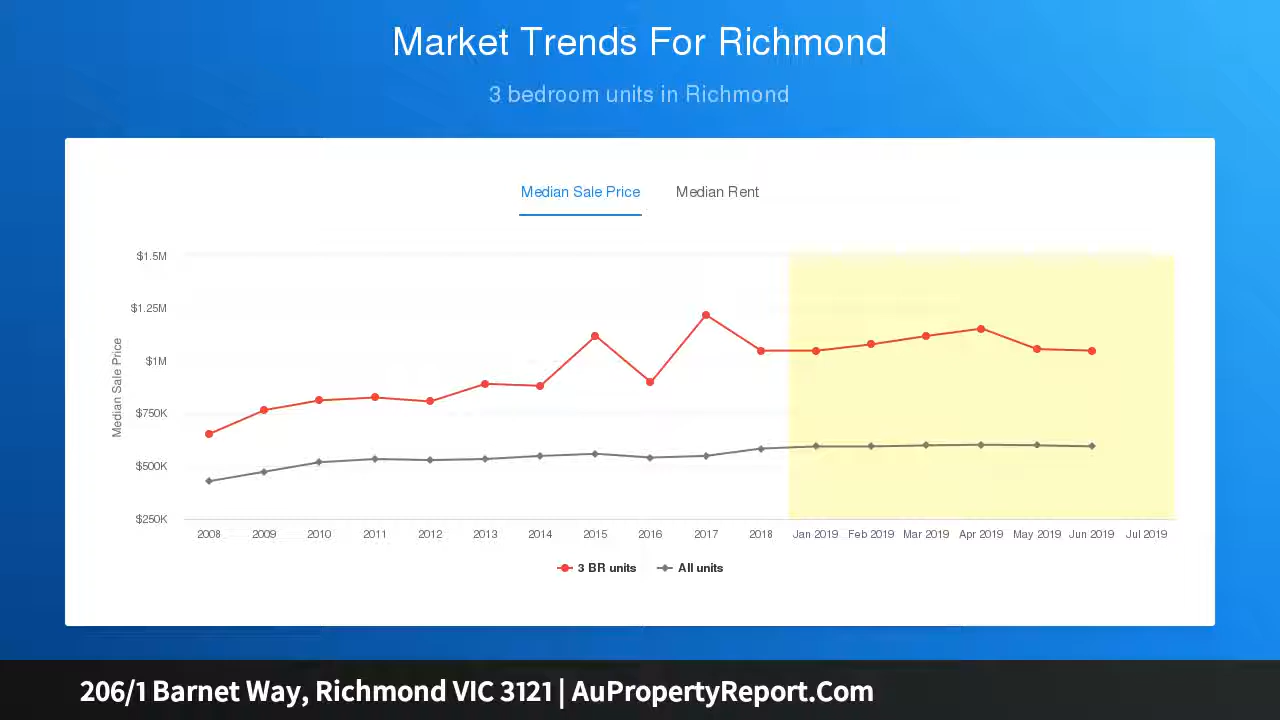 Market Trends For Richmond
3 bedroom units in Richmond
Median Sale Price Median Rent
$1.5M
$1.25M
$1M
$750K
$500K
$250K
Median Sale Price
2008 2009 2010 2011 2012 2013 2014 2015 2016 2017 2018 Jan 2019 Feb 2019 Mar 2019 Apr 2019 May 2019 Jun 2019 Jul 2019
3 BR units All units
206/1 Barnet Way, Richmond VIC 3121 | AuPropertyReport.Com